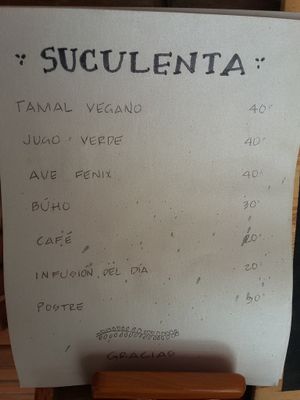 SUCULENTA
TAMAL VEGANO 40
JUGO VERDE 40
AVE FENIX 40
BÚHO 30
CAFÉ 20
INFUSIÓN DEL DÍA 20
POSTRE 30
GRACIAS